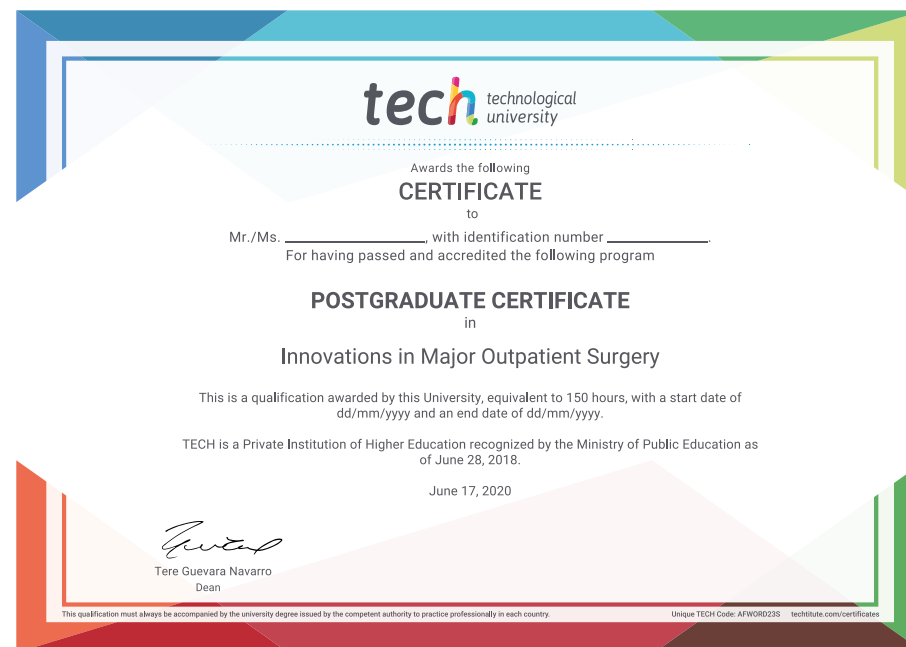 tech technological
university
Awards the following
CERTIFICATE
to
Mr./Ms. ____________, with identification number ____________.
For having passed and accredited the following program
POSTGRADUATE CERTIFICATE
in
Innovations in Major Outpatient Surgery
This is a qualification awarded by this University, equivalent to 150 hours, with a start date of
dd/mm/yyyy and an end date of dd/mm/yyyy.
TECH is a Private Institution of Higher Education recognized by the Ministry of Public Education as
of June 28, 2018.
June 17, 2020
Tere Guevara Navarro
Dean
This qualification must always be accompanied by the university degree issued by the competent authority to practice professionally in each country. Unique TECH Code: AFWORD23S techtitute.com/certificates